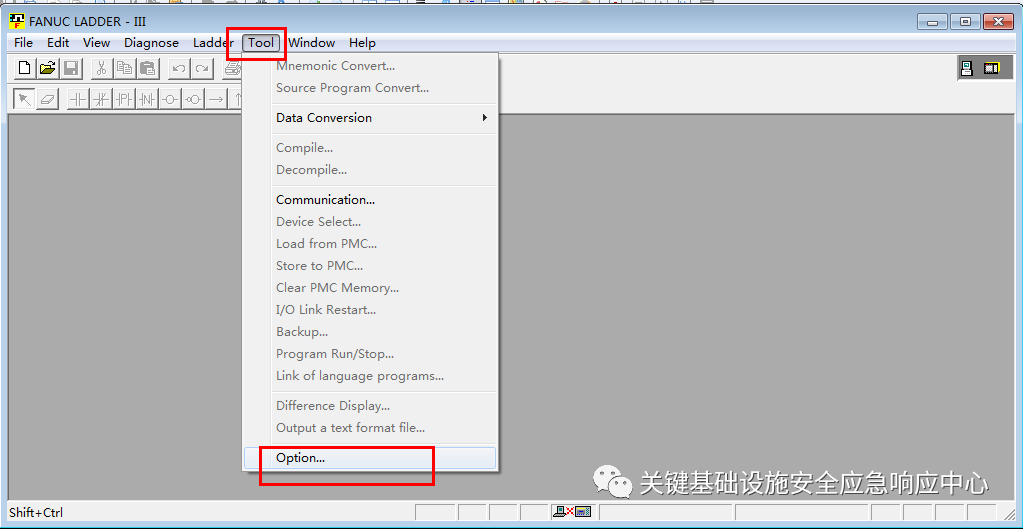 FANUC LADDER - III
File Edit View Diagnose Ladder Tool Window Help
Mnemonic Convert...
Source Program Convert...
Data Conversion
Compile...
Decompile...
Communication...
Device Select...
Load from PMC...
Store to PMC...
Clear PMC Memory...
I/O Link Restart...
Backup...
Program Run/Stop...
Link of language programs...
Difference Display...
Output a text format file...
Option...
关键基础设施安全应急响应中心
Shift+Ctrl